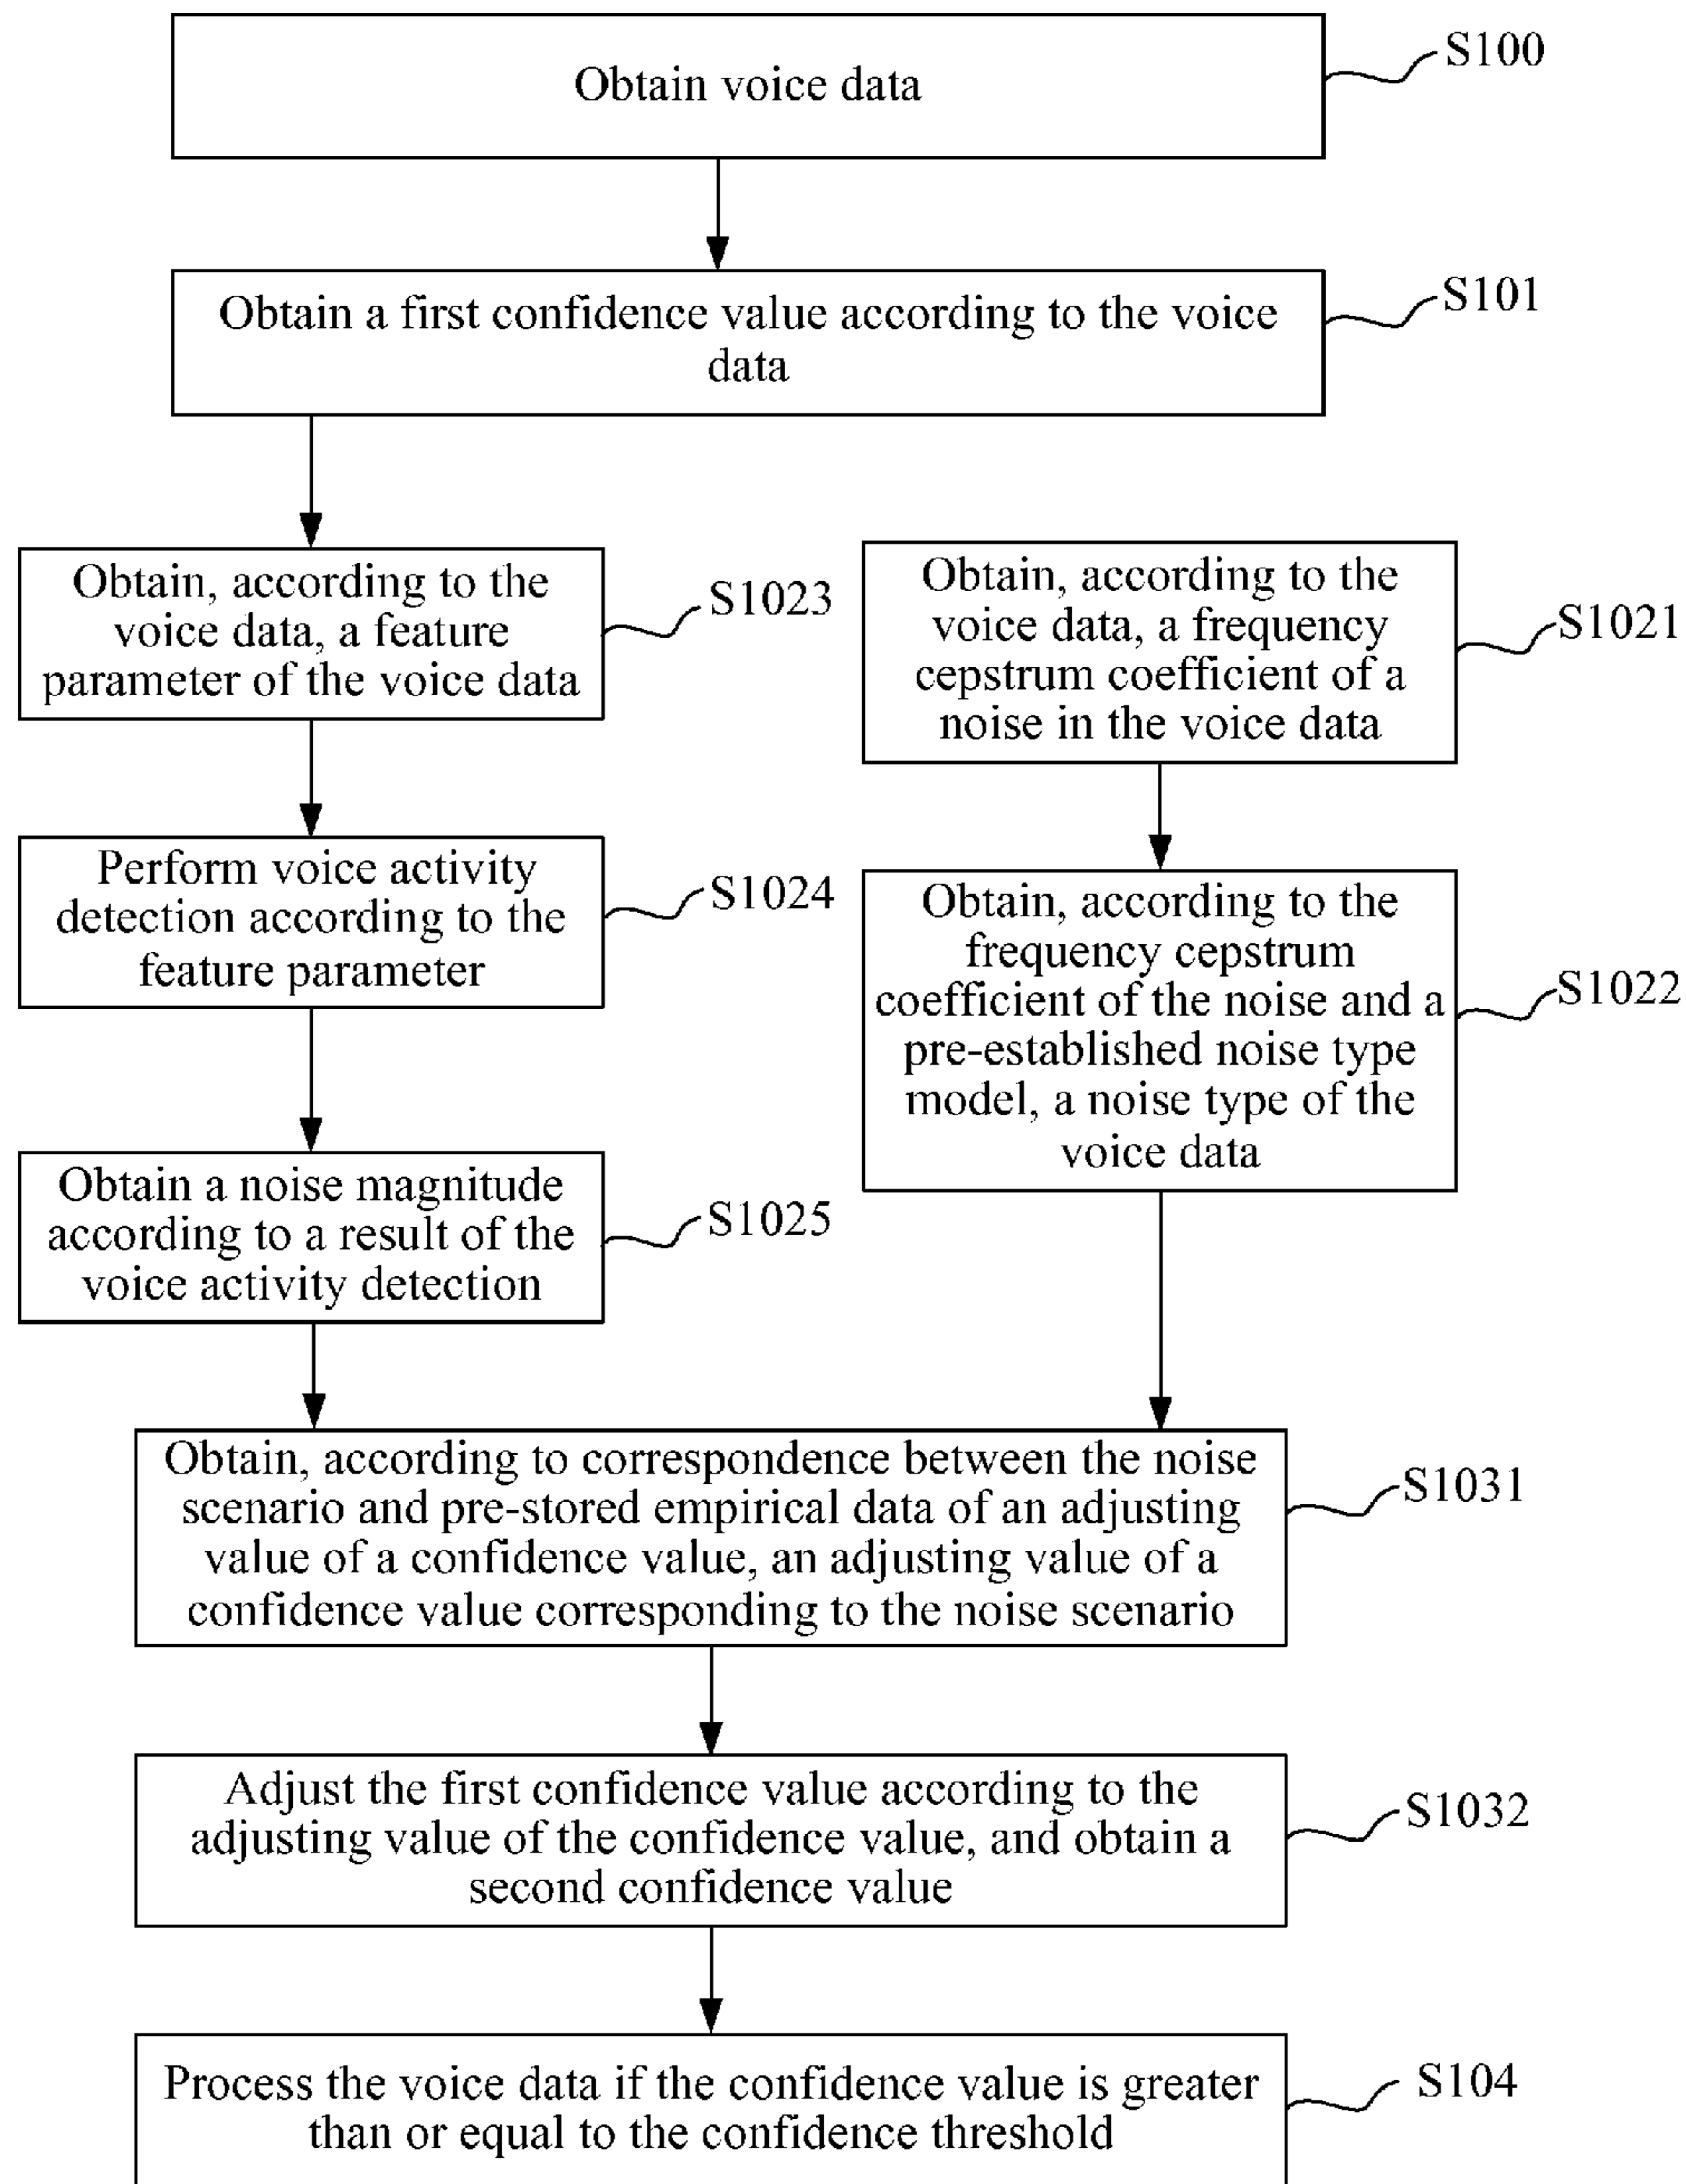 Obtain voice data
S100
Obtain a first confidence value according to the voice
data
S101
Obtain, according to the
voice data, a feature
parameter of the voice data
S1023
Obtain, according to the
voice data, a frequency
cepstrum coefficient of a
noise in the voice data
S1021
Perform voice activity
detection according to the
feature parameter
S1024
Obtain, according to the
frequency cepstrum
coefficient of the noise and a
pre-established noise type
model, a noise type of the
voice data
S1022
Obtain a noise magnitude
according to a result of the
voice activity detection
S1025
Obtain, according to correspondence between the noise
scenario and pre-stored empirical data of an adjusting
value of a confidence value, an adjusting value of a
confidence value corresponding to the noise scenario
S1031
Adjust the first confidence value according to the
adjusting value of the confidence value, and obtain a
second confidence value
S1032
Process the voice data if the confidence value is greater
than or equal to the confidence threshold
S104